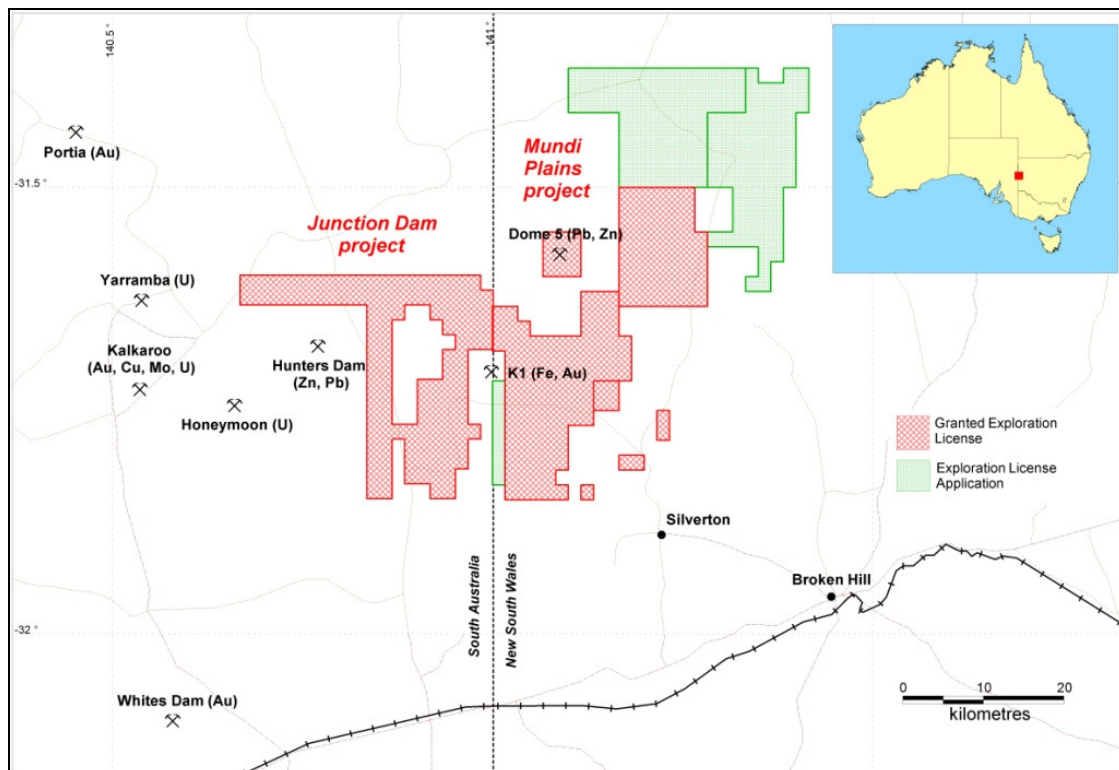 140.5 °
141 °
Portia (Au)
-31.5 °
Mundi
Plains
project
Junction Dam
project
Dome 5 (Pb, Zn)
Yarramba (U)
Kalkaroo
(Au, Cu, Mo, U)
Hunters Dam
(Zn, Pb)
K1 (Fe, Au)
Honeymoon (U)
Granted Exploration
License
Exploration License
Application
Silverton
Broken Hill
South Australia
New South Wales
-32 °
Whites Dam (Au)
0 10 20
kilometres